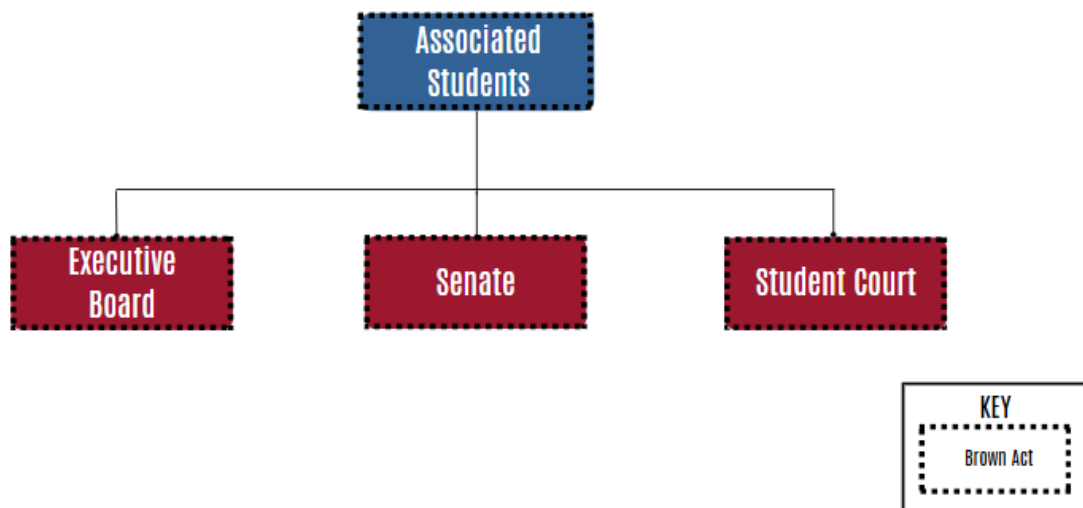 Associated
Students
Executive
Board
Senate
Student Court
KEY
Brown Act